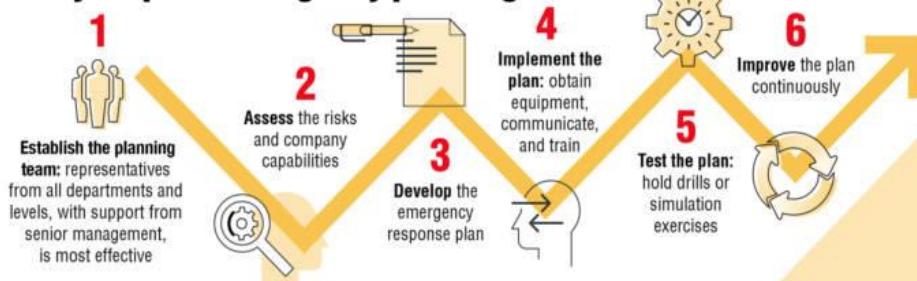 1
Establish the planning
team: representatives
from all departments and
levels, with support from
senior management,
is most effective
2
Assess the risks
and company
capabilities
3
Develop the
emergency
response plan
4
Implement the
plan: obtain
equipment,
communicate,
and train
5
Test the plan:
hold drills or
simulation
exercises
6
Improve the plan
continuously